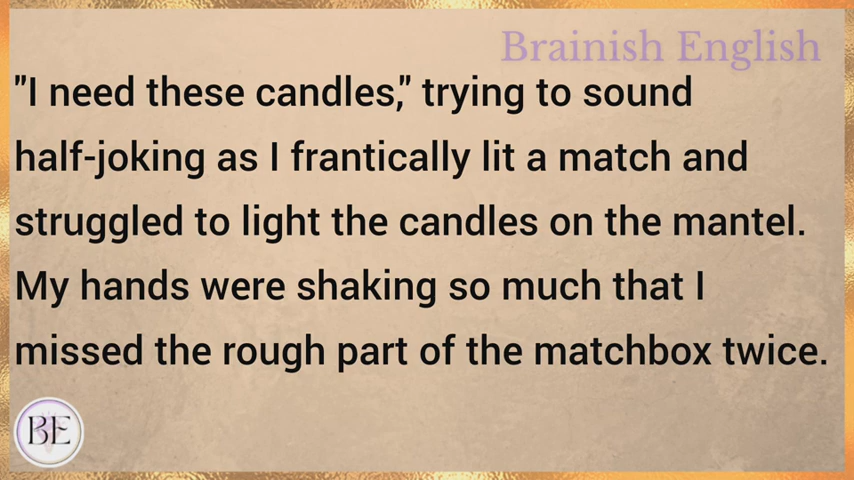 Brainish English
"I need these candles," trying to sound
half-joking as I frantically lit a match and
struggled to light the candles on the mantel.
My hands were shaking so much that I
missed the rough part of the matchbox twice.
BE